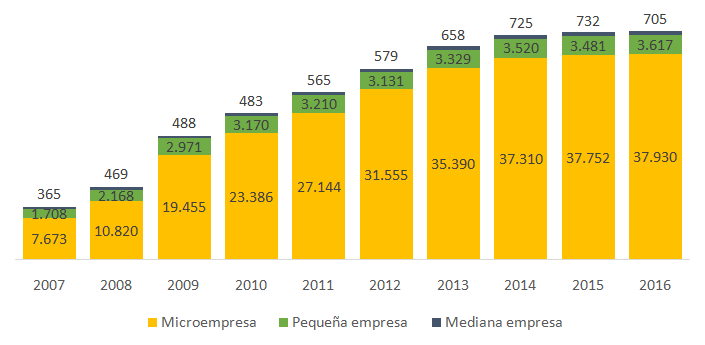 365 469 488 483 565 579 658 725 732 705
1.708 2.168 2.971 3.170 3.210 3.131 3.329 3.520 3.481 3.617
7.673 10.820 19.455 23.386 27.144 31.555 35.390 37.310 37.752 37.930
2007 2008 2009 2010 2011 2012 2013 2014 2015 2016
Microempresa Pequeña empresa Mediana empresa